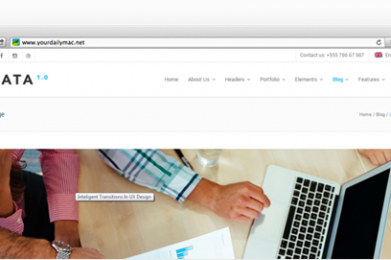 www.yourdailymac.net
Contact us: +555 786 67 987
En
ATA 1.0
Home About Us Headers Portfolio Elements Blog Features
Home / Blog /
Inteligent Transitions In UX Design